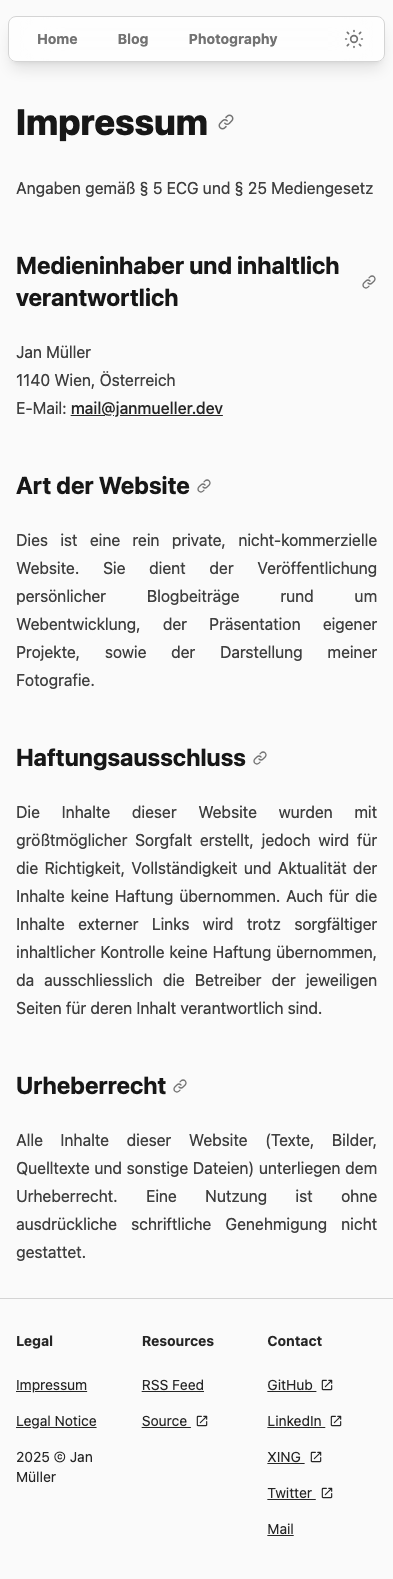 Home Blog Photography
Impressum
Angaben gemäß § 5 ECG und § 25 Mediengesetz
Medieninhaber und inhaltlich
verantwortlich
Jan Müller
1140 Wien, Österreich
E-Mail: mail@janmueller.dev
Art der Website
Dies ist eine rein private, nicht-kommerzielle
Website. Sie dient der Veröffentlichung
persönlicher Blogbeiträge rund um
Webentwicklung, der Präsentation eigener
Projekte, sowie der Darstellung meiner
Fotografie.
Haftungsausschluss
Die Inhalte dieser Website wurden mit
größtmöglicher Sorgfalt erstellt, jedoch wird für
die Richtigkeit, Vollständigkeit und Aktualität der
Inhalte keine Haftung übernommen. Auch für die
Inhalte externer Links wird trotz sorgfältiger
inhaltlicher Kontrolle keine Haftung übernommen,
da ausschliesslich die Betreiber der jeweiligen
Seiten für deren Inhalt verantwortlich sind.
Urheberrecht
Alle Inhalte dieser Website (Texte, Bilder,
Quelltexte und sonstige Dateien) unterliegen dem
Urheberrecht. Eine Nutzung ist ohne
ausdrückliche schriftliche Genehmigung nicht
gestattet.
Legal
Impressum
Legal Notice
2025 © Jan
Müller
Resources
RSS Feed
Source
Contact
GitHub
LinkedIn
XING
Twitter
Mail